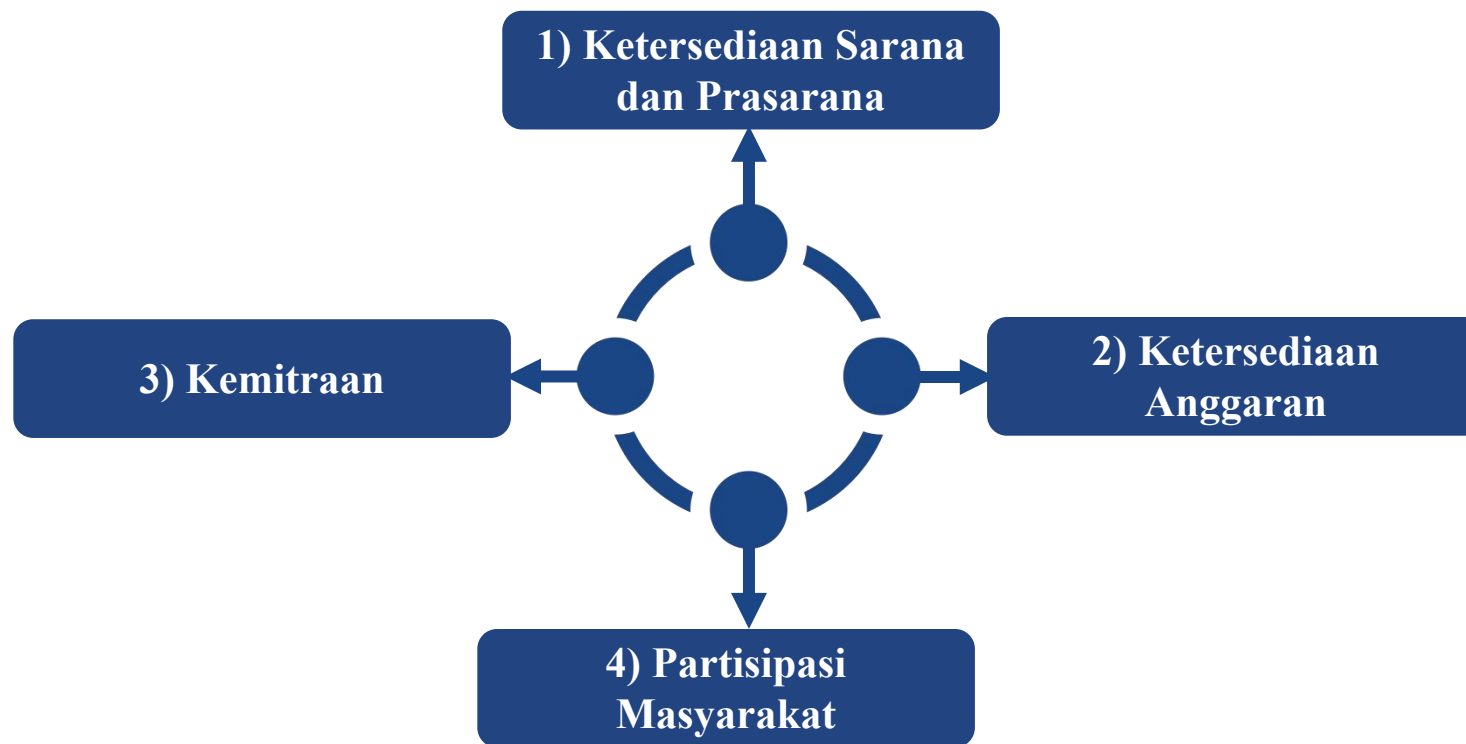 1) Ketersediaan Sarana
dan Prasarana
3) Kemitraan
2) Ketersediaan
Anggaran
4) Partisipasi
Masyarakat